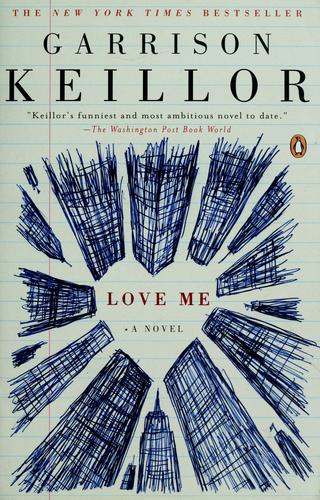 THE NEW YORK TIMES BESTSELLER
GARRISON
KEILLOR
"Keillor's funniest and most ambitious novel to date."
—The Washington Post Book World
LOVE ME
• A NOVEL